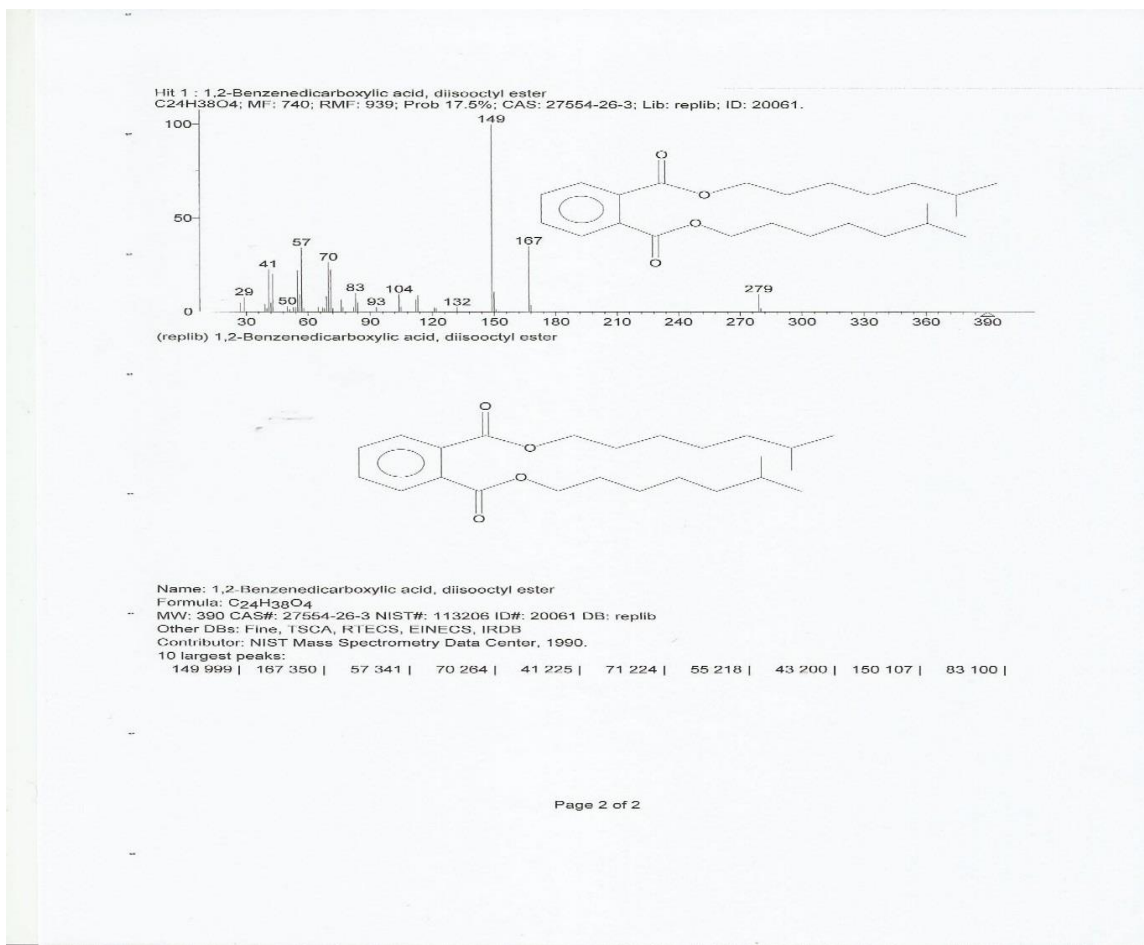 Hit 1 : 1,2-Benzenedicarboxylic acid, diisooctyl ester
C24H38O4; MF: 740; RMF: 939; Prob 17.5%; CAS: 27554-26-3; Lib: replib; ID: 20061.
100
149
O
O
50
O
57
167
41
70
O
29
50
83
93
104
132
279
0
30 60 90 120 150 180 210 240 270 300 330 360 390
(replib) 1,2-Benzenedicarboxylic acid, diisooctyl ester
O
O
O
O
Name: 1,2-Benzenedicarboxylic acid, diisooctyl ester
Formula: C24H38O4
MW: 390 CAS#: 27554-26-3 NIST#: 113206 ID#: 20061 DB: replib
Other DBs: Fine, TSCA, RTECS, EINECS, IRDB
Contributor: NIST Mass Spectrometry Data Center, 1990.
10 largest peaks:
149 999 | 167 350 | 57 341 | 70 264 | 41 225 | 71 224 | 55 218 | 43 200 | 150 107 | 83 100 |
Page 2 of 2